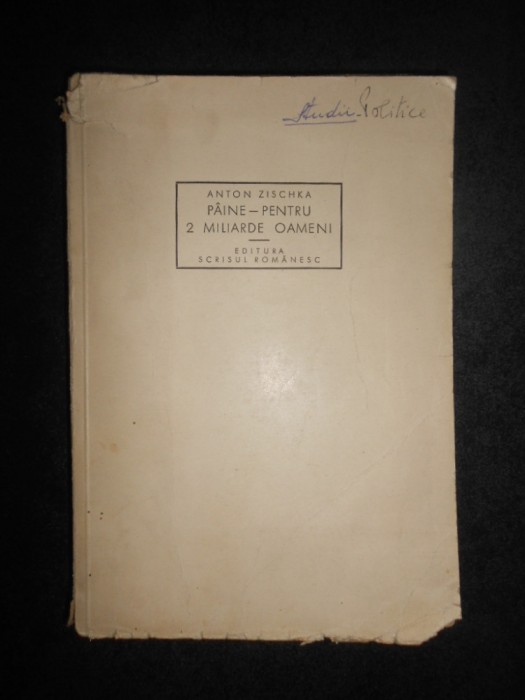 Studii Politice
ANTON ZISCHKA
PÂINE—PENTRU
2 MILIARDE OAMENI
EDITURA
SCRISUL ROMÂNESC